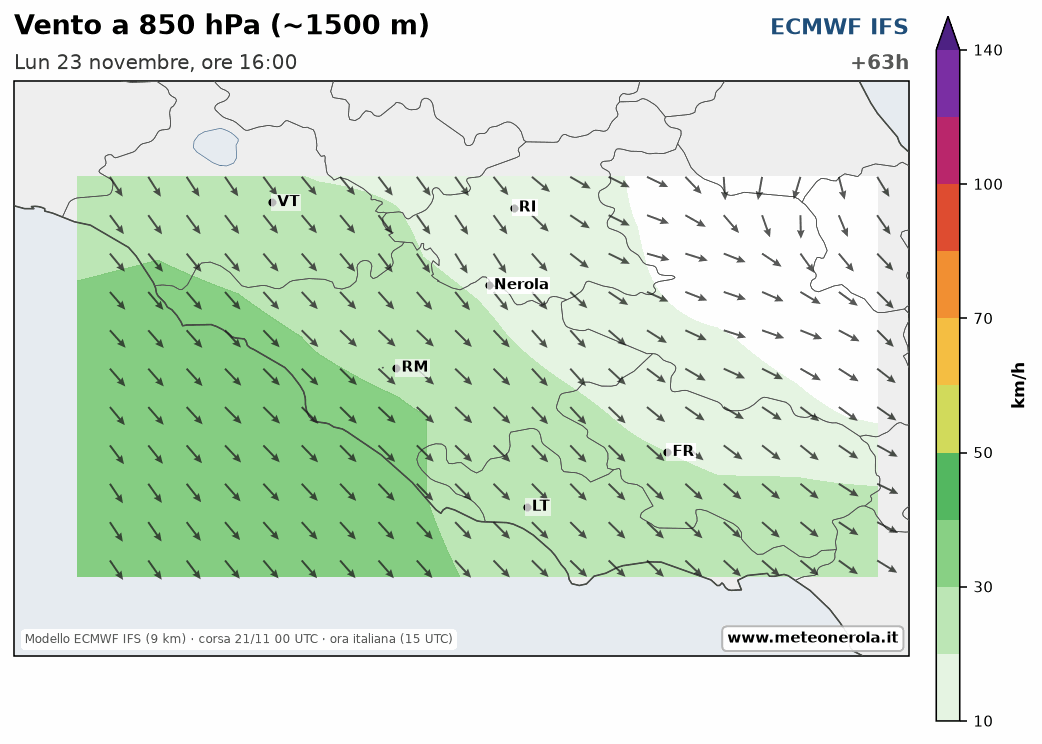 Vento a 850 hPa (~1500 m)
ECMWF IFS
Lun 23 novembre, ore 16:00
+63h
VT
RI
Nerola
RM
FR
LT
140
100
70
50
30
10
km/h
Modello ECMWF IFS (9 km) · corsa 21/11 00 UTC · ora italiana (15 UTC)
www.meteonerola.it